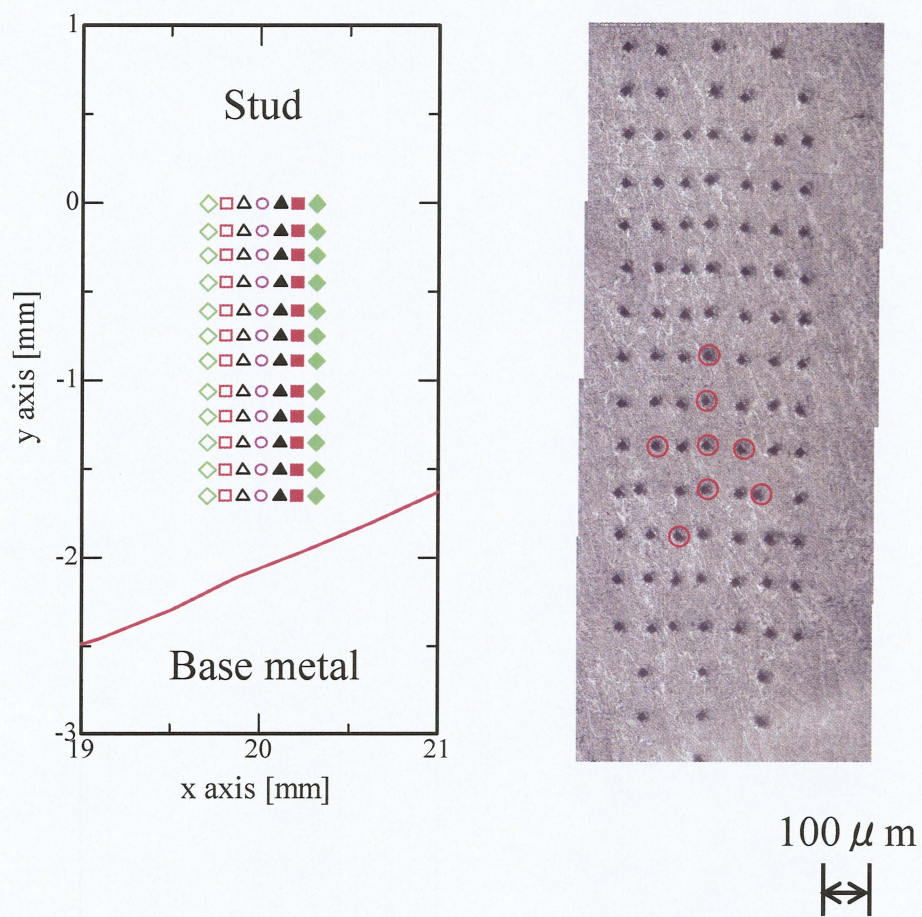 1
Stud
0
y axis [mm]
-1
-2
Base metal
-3
19
20
21
x axis [mm]
100 μ m